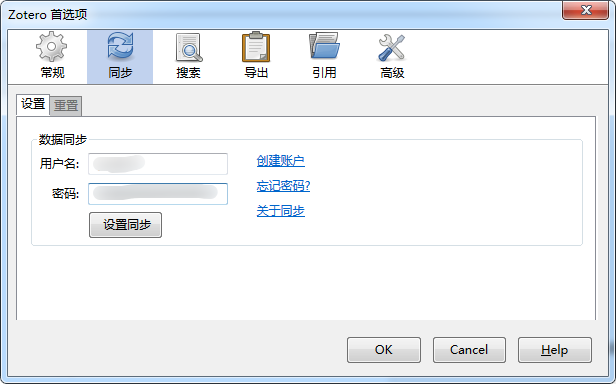 Zotero 首选项
常规
同步
搜索
导出
引用
高级
设置
重置
数据同步
用户名:
创建账户
密码:
忘记密码?
设置同步
关于同步
OK
Cancel
Help